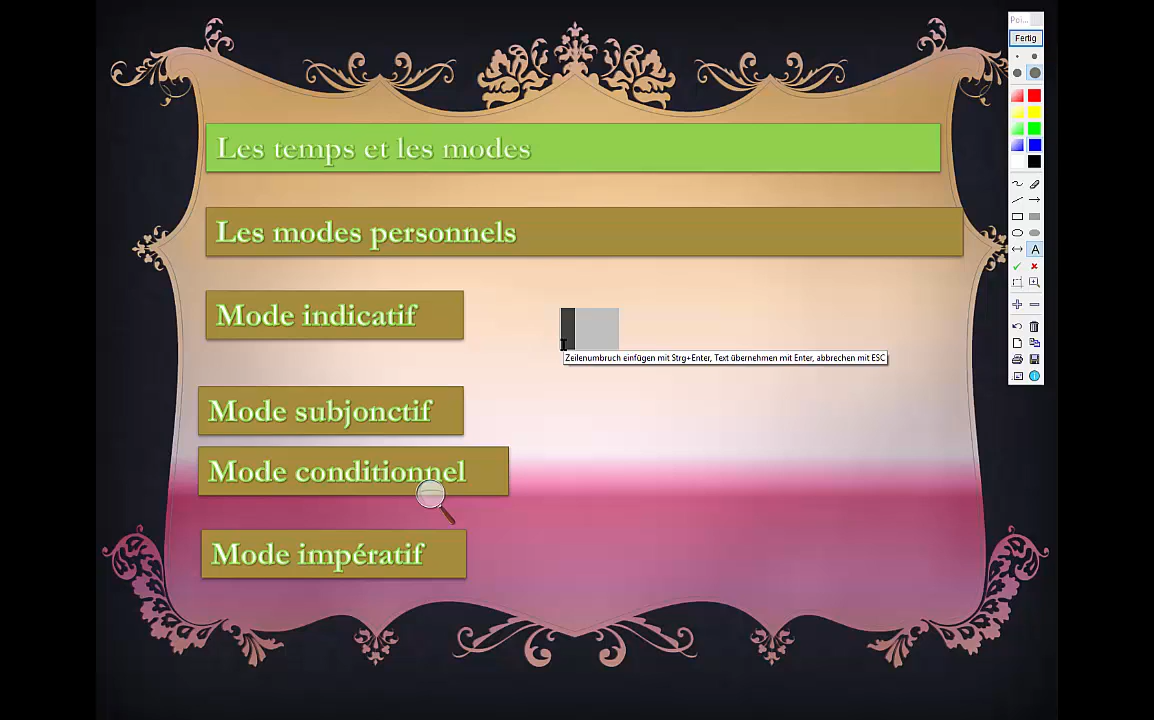 Poi...
Fertig
Les temps et les modes
Les modes personnels
Mode indicatif
Zeilenumbruch einfügen mit Strg+Enter, Text übernehmen mit Enter, abbrechen mit ESC
Mode subjonctif
Mode conditionnel
Mode impératif
A